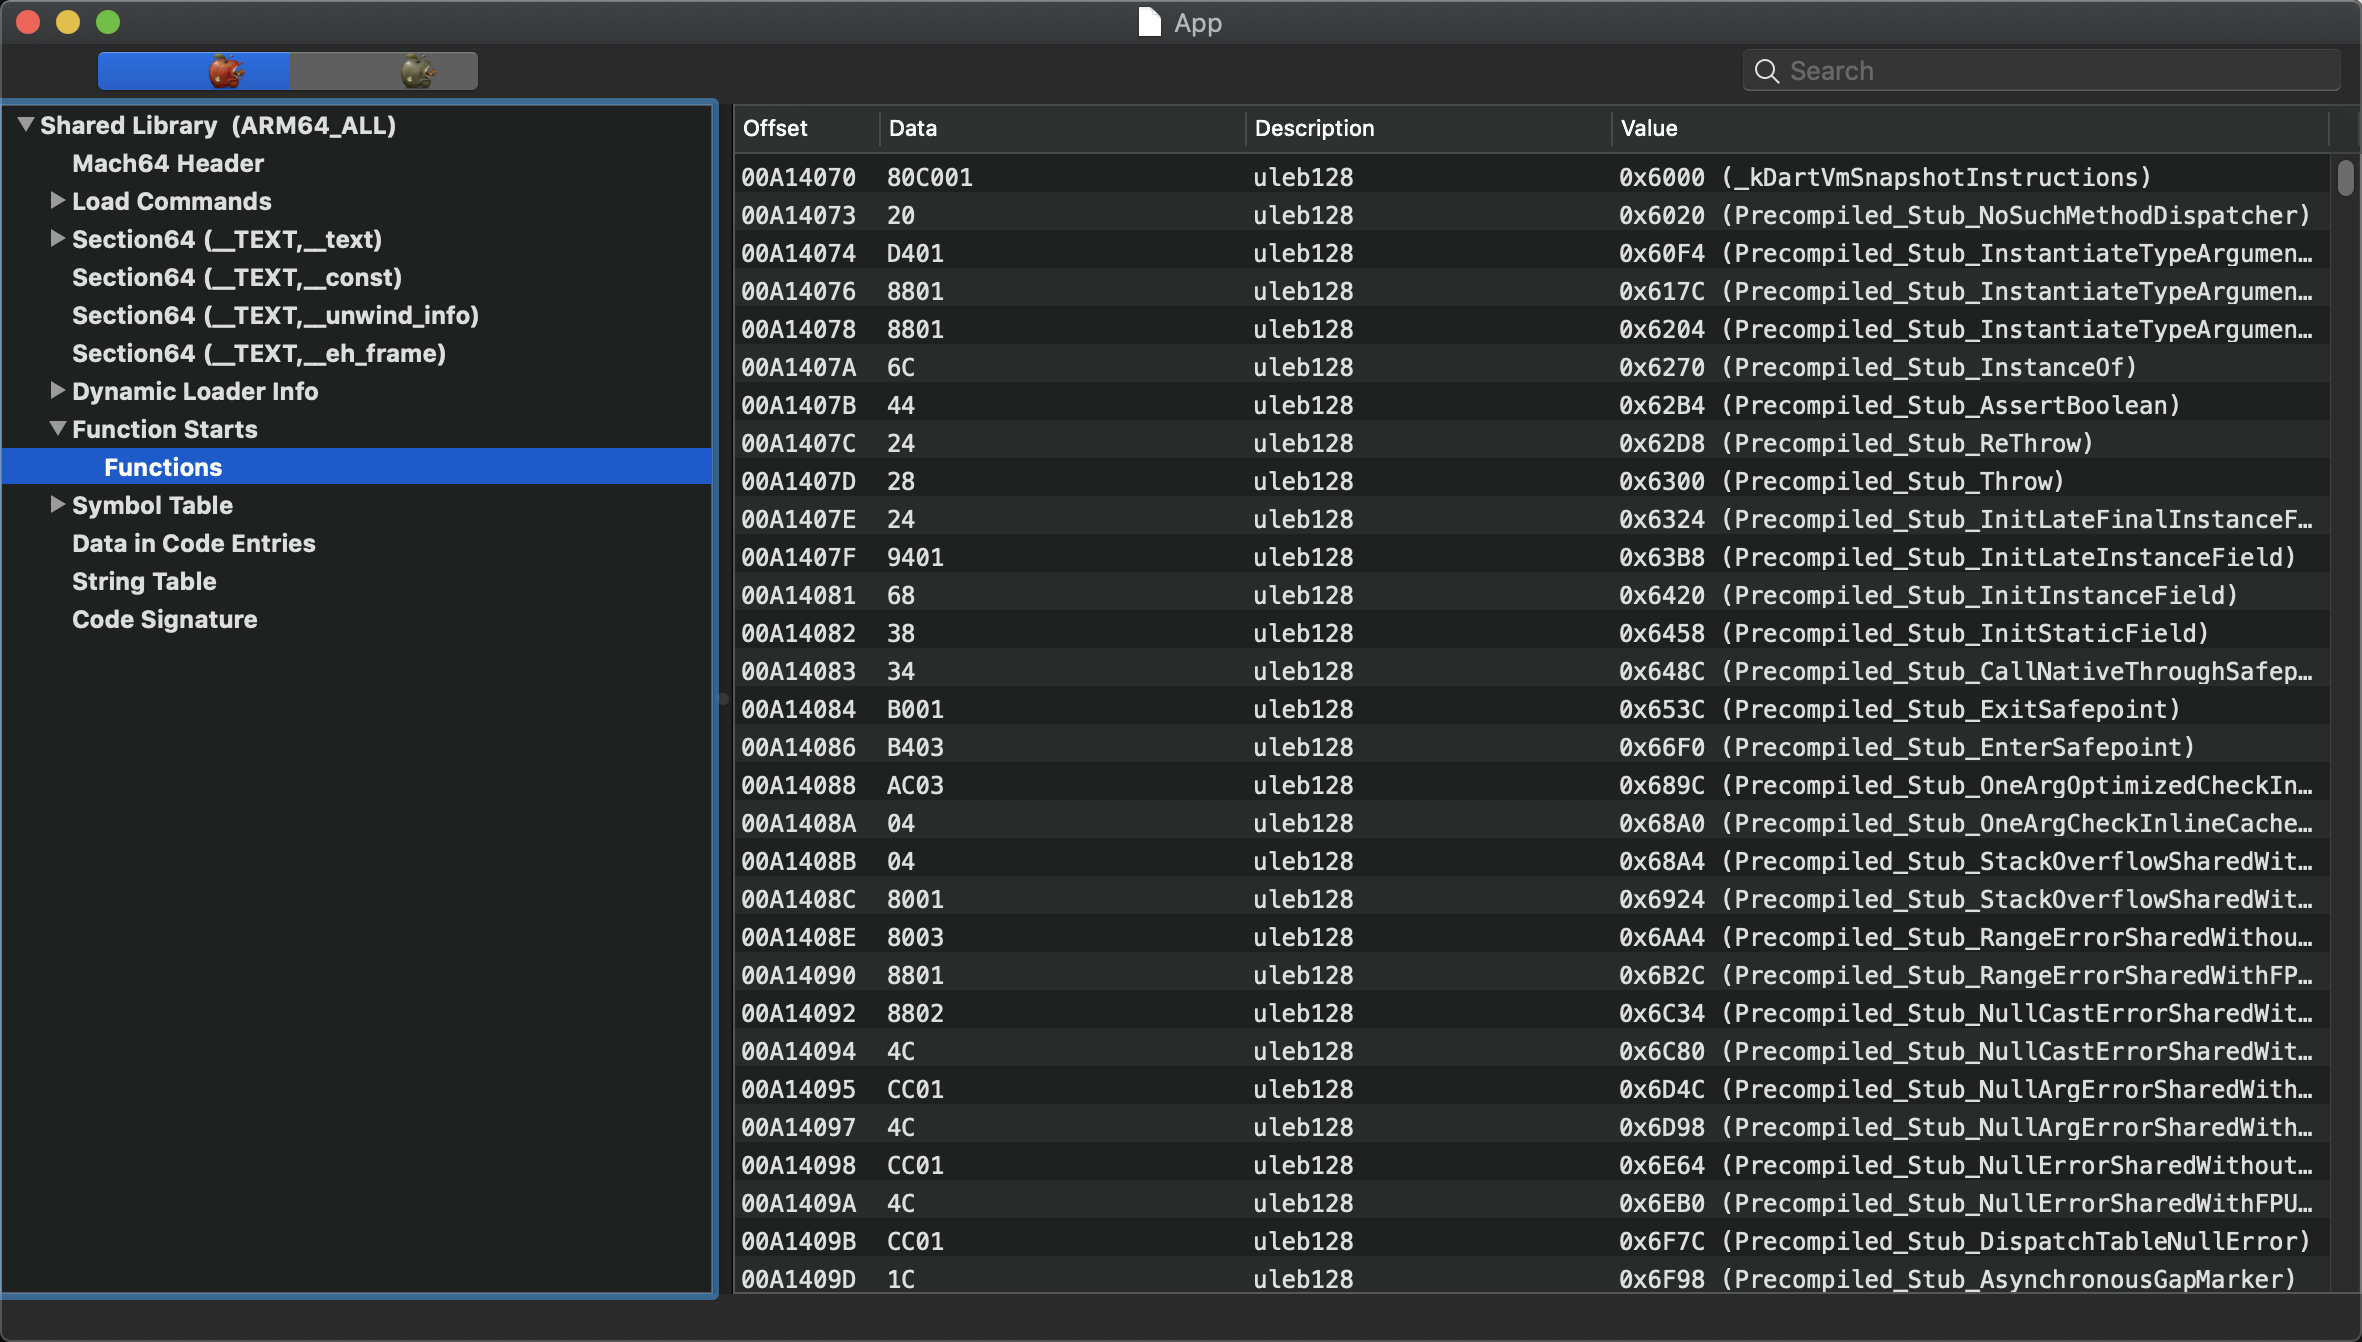 App
Search
Shared Library (ARM64_ALL)
Mach64 Header
Load Commands
Section64 (__TEXT,__text)
Section64 (__TEXT,__const)
Section64 (__TEXT,__unwind_info)
Section64 (__TEXT,__eh_frame)
Dynamic Loader Info
Function Starts
Functions
Symbol Table
Data in Code Entries
String Table
Code Signature
Offset Data Description Value
00A14070 80C001 uleb128 0x6000 (_kDartVmSnapshotInstructions)
00A14073 20 uleb128 0x6020 (Precompiled_Stub_NoSuchMethodDispatcher)
00A14074 D401 uleb128 0x60F4 (Precompiled_Stub_InstantiateTypeArgumen…
00A14076 8801 uleb128 0x617C (Precompiled_Stub_InstantiateTypeArgumen…
00A14078 8801 uleb128 0x6204 (Precompiled_Stub_InstantiateTypeArgumen…
00A1407A 6C uleb128 0x6270 (Precompiled_Stub_InstanceOf)
00A1407B 44 uleb128 0x62B4 (Precompiled_Stub_AssertBoolean)
00A1407C 24 uleb128 0x62D8 (Precompiled_Stub_ReThrow)
00A1407D 28 uleb128 0x6300 (Precompiled_Stub_Throw)
00A1407E 24 uleb128 0x6324 (Precompiled_Stub_InitLateFinalInstanceF…
00A1407F 9401 uleb128 0x63B8 (Precompiled_Stub_InitLateInstanceField)
00A14081 68 uleb128 0x6420 (Precompiled_Stub_InitInstanceField)
00A14082 38 uleb128 0x6458 (Precompiled_Stub_InitStaticField)
00A14083 34 uleb128 0x648C (Precompiled_Stub_CallNativeThroughSafep…
00A14084 B001 uleb128 0x653C (Precompiled_Stub_ExitSafepoint)
00A14086 B403 uleb128 0x66F0 (Precompiled_Stub_EnterSafepoint)
00A14088 AC03 uleb128 0x689C (Precompiled_Stub_OneArgOptimizedCheckIn…
00A1408A 04 uleb128 0x68A0 (Precompiled_Stub_OneArgCheckInlineCache…
00A1408B 04 uleb128 0x68A4 (Precompiled_Stub_StackOverflowSharedWit…
00A1408C 8001 uleb128 0x6924 (Precompiled_Stub_StackOverflowSharedWit…
00A1408E 8003 uleb128 0x6AA4 (Precompiled_Stub_RangeErrorSharedWithou…
00A14090 8801 uleb128 0x6B2C (Precompiled_Stub_RangeErrorSharedWithFP…
00A14092 8802 uleb128 0x6C34 (Precompiled_Stub_NullCastErrorSharedWit…
00A14094 4C uleb128 0x6C80 (Precompiled_Stub_NullCastErrorSharedWit…
00A14095 CC01 uleb128 0x6D4C (Precompiled_Stub_NullArgErrorSharedWith…
00A14097 4C uleb128 0x6D98 (Precompiled_Stub_NullArgErrorSharedWith…
00A14098 CC01 uleb128 0x6E64 (Precompiled_Stub_NullErrorSharedWithout…
00A1409A 4C uleb128 0x6EB0 (Precompiled_Stub_NullErrorSharedWithFPU…
00A1409B CC01 uleb128 0x6F7C (Precompiled_Stub_DispatchTableNullError)
00A1409D 1C uleb128 0x6F98 (Precompiled_Stub_AsynchronousGapMarker)